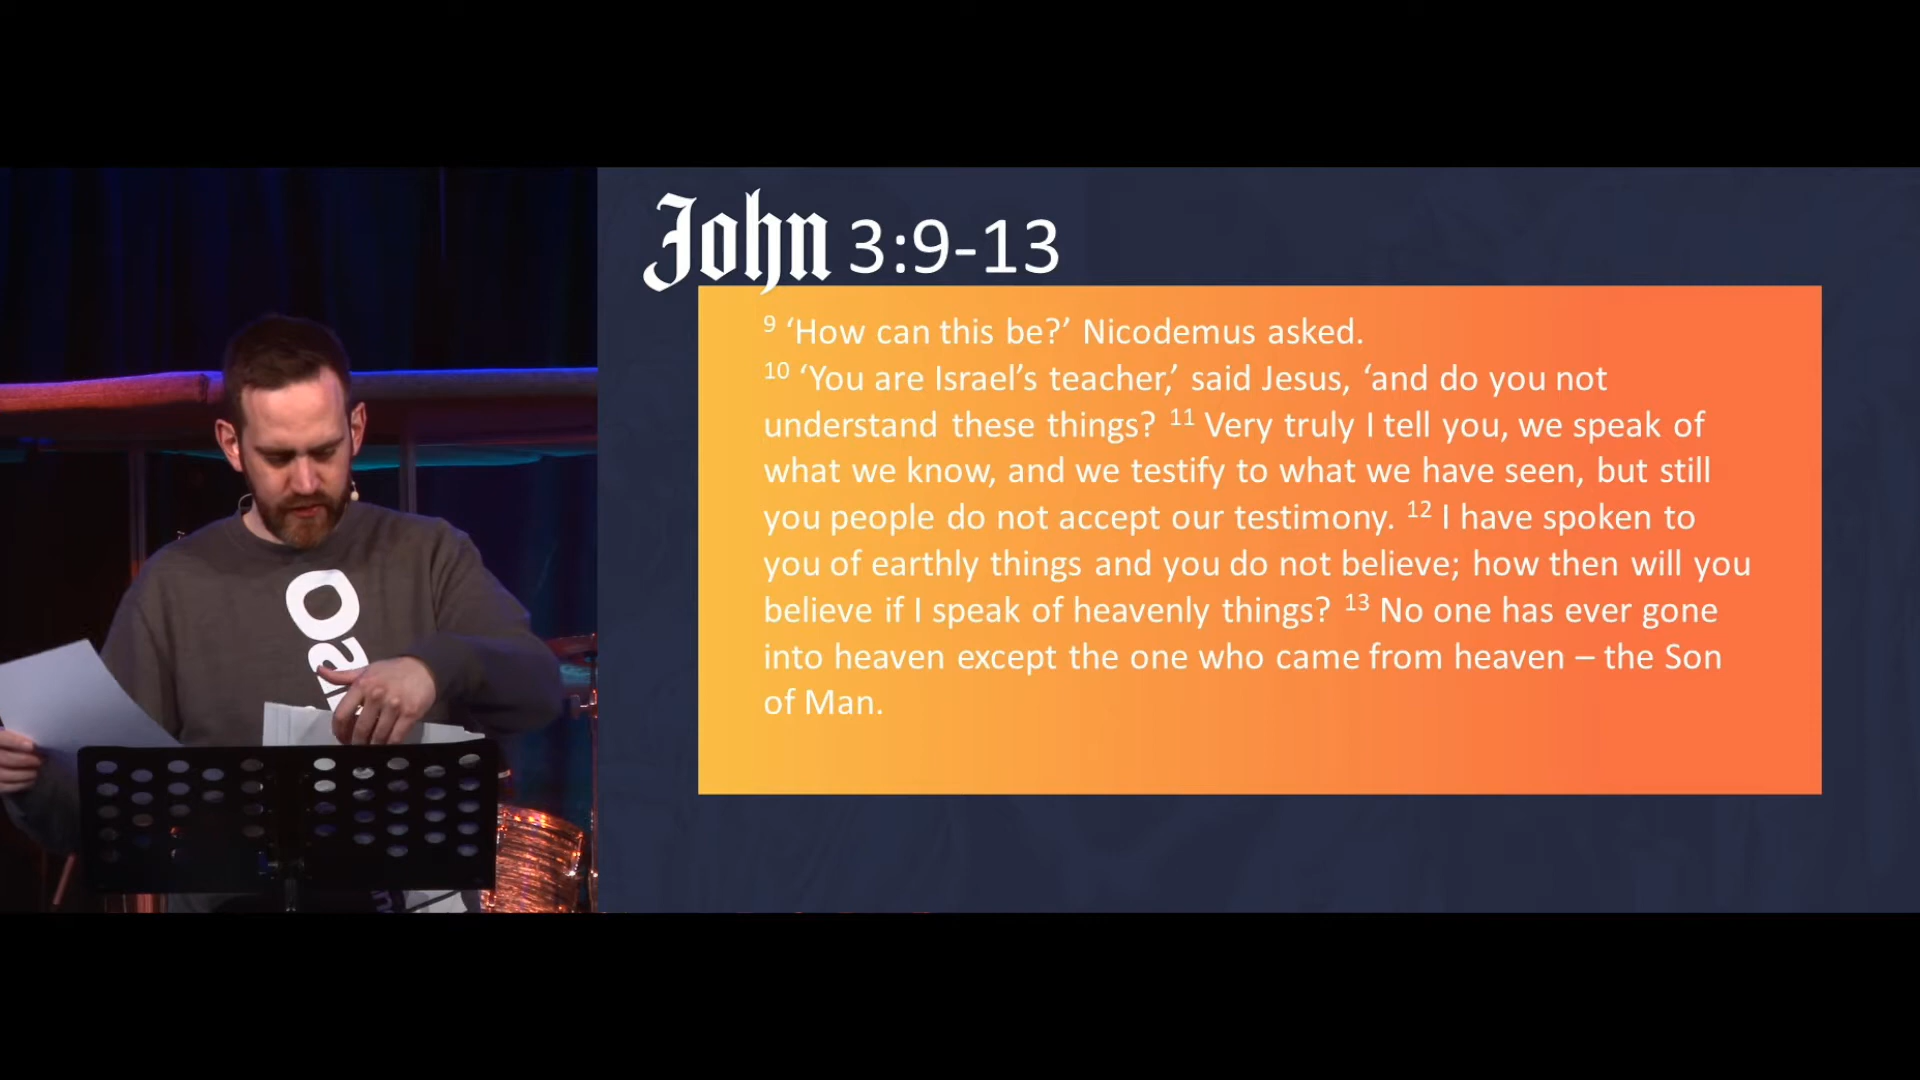 John 3:9-13
9 ‘How can this be?’ Nicodemus asked.
10 ‘You are Israel’s teacher,’ said Jesus, ‘and do you not
understand these things? 11 Very truly I tell you, we speak of
what we know, and we testify to what we have seen, but still
you people do not accept our testimony. 12 I have spoken to
you of earthly things and you do not believe; how then will you
believe if I speak of heavenly things? 13 No one has ever gone
into heaven except the one who came from heaven – the Son
of Man.